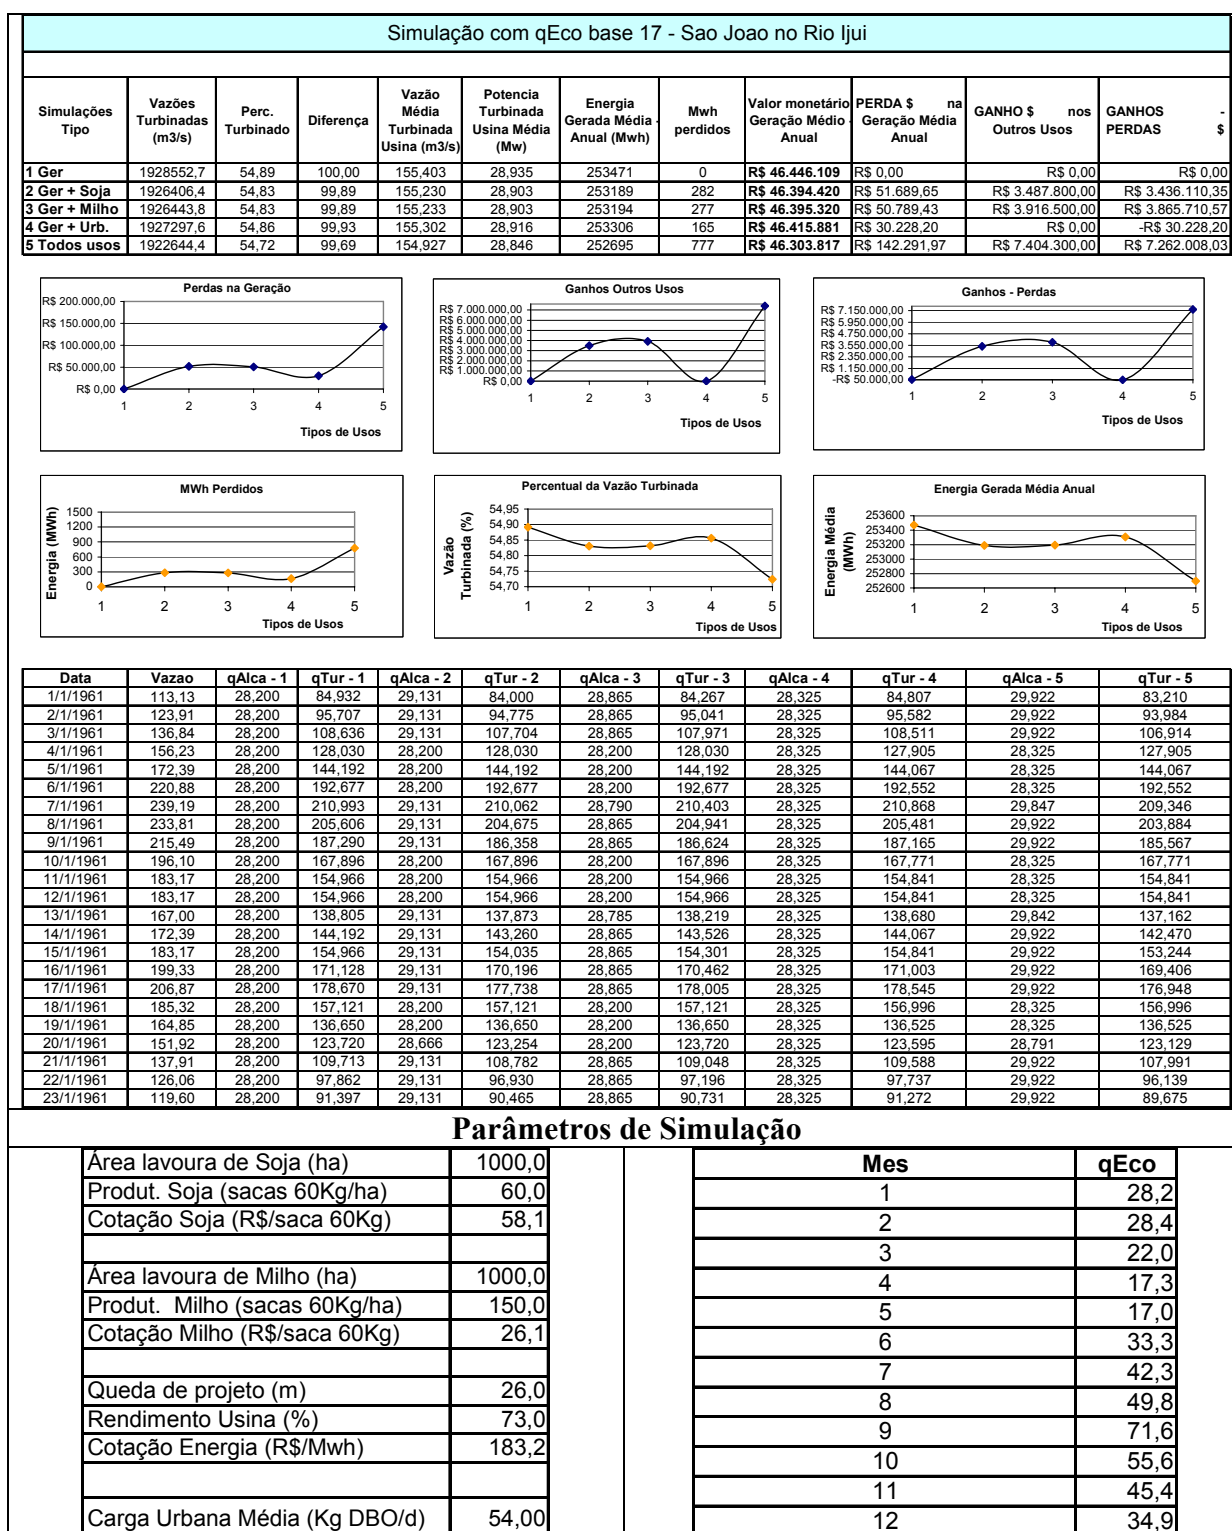 Simulação com qEco base 17 - Sao Joao no Rio Ijui
Simulações Tipo | Vazões Turbinadas (m3/s) | Perc. Turbinado | Diferença | Vazão Média Turbinada Usina (m3/s) | Potencia Turbinada Usina Média (Mw) | Energia Gerada Média - Anual (Mwh) | Mwh perdidos | Valor monetário Geração Médio - Anual | PERDA $ na Geração Média Anual | GANHO $ nos Outros Usos | GANHOS - PERDAS $
1 Ger | 1928552,7 | 54,89 | 100,00 | 155,403 | 28,935 | 253471 | 0 | R$ 46.446.109 | R$ 0,00 | R$ 0,00 | R$ 0,00
2 Ger + Soja | 1926406,4 | 54,83 | 99,89 | 155,230 | 28,903 | 253189 | 282 | R$ 46.394.420 | R$ 51.689,65 | R$ 3.487.800,00 | R$ 3.436.110,35
3 Ger + Milho | 1926443,8 | 54,83 | 99,89 | 155,233 | 28,903 | 253194 | 277 | R$ 46.395.320 | R$ 50.789,43 | R$ 3.916.500,00 | R$ 3.865.710,57
4 Ger + Urb. | 1927297,6 | 54,86 | 99,93 | 155,302 | 28,916 | 253306 | 165 | R$ 46.415.881 | R$ 30.228,20 | R$ 0,00 | -R$ 30.228,20
5 Todos usos | 1922644,4 | 54,72 | 99,69 | 154,927 | 28,846 | 252695 | 777 | R$ 46.303.817 | R$ 142.291,97 | R$ 7.404.300,00 | R$ 7.262.008,03
Perdas na Geração
R$ 200.000,00
R$ 150.000,00
R$ 100.000,00
R$ 50.000,00
R$ 0,00
1 2 3 4 5
Tipos de Usos
Ganhos Outros Usos
R$ 7.000.000,00
R$ 6.000.000,00
R$ 5.000.000,00
R$ 4.000.000,00
R$ 3.000.000,00
R$ 2.000.000,00
R$ 1.000.000,00
R$ 0,00
1 2 3 4 5
Tipos de Usos
Ganhos - Perdas
R$ 7.150.000,00
R$ 5.950.000,00
R$ 4.750.000,00
R$ 3.550.000,00
R$ 2.350.000,00
R$ 1.150.000,00
-R$ 50.000,00
1 2 3 4 5
Tipos de Usos
MWh Perdidos
Energia (MWh)
1500
1200
900
600
300
0
1 2 3 4 5
Tipos de Usos
Percentual da Vazão Turbinada
Vazão
Turbinada (%)
54,95
54,90
54,85
54,80
54,75
54,70
1 2 3 4 5
Tipos de Usos
Energia Gerada Média Anual
Energia Média
(MWh)
253600
253400
253200
253000
252800
252600
1 2 3 4 5
Tipos de Usos
Data | Vazao | qAlca - 1 | qTur - 1 | qAlca - 2 | qTur - 2 | qAlca - 3 | qTur - 3 | qAlca - 4 | qTur - 4 | qAlca - 5 | qTur - 5
1/1/1961 | 113,13 | 28,200 | 84,932 | 29,131 | 84,000 | 28,865 | 84,267 | 28,325 | 84,807 | 29,922 | 83,210
2/1/1961 | 123,91 | 28,200 | 95,707 | 29,131 | 94,775 | 28,865 | 95,041 | 28,325 | 95,582 | 29,922 | 93,984
3/1/1961 | 136,84 | 28,200 | 108,636 | 29,131 | 107,704 | 28,865 | 107,971 | 28,325 | 108,511 | 29,922 | 106,914
4/1/1961 | 156,23 | 28,200 | 128,030 | 28,200 | 128,030 | 28,200 | 128,030 | 28,325 | 127,905 | 28,325 | 127,905
5/1/1961 | 172,39 | 28,200 | 144,192 | 28,200 | 144,192 | 28,200 | 144,192 | 28,325 | 144,067 | 28,325 | 144,067
6/1/1961 | 220,88 | 28,200 | 192,677 | 28,200 | 192,677 | 28,200 | 192,677 | 28,325 | 192,552 | 28,325 | 192,552
7/1/1961 | 239,19 | 28,200 | 210,993 | 29,131 | 210,062 | 28,790 | 210,403 | 28,325 | 210,868 | 29,847 | 209,346
8/1/1961 | 233,81 | 28,200 | 205,606 | 29,131 | 204,675 | 28,865 | 204,941 | 28,325 | 205,481 | 29,922 | 203,884
9/1/1961 | 215,49 | 28,200 | 187,290 | 29,131 | 186,358 | 28,865 | 186,624 | 28,325 | 187,165 | 29,922 | 185,567
10/1/1961 | 196,10 | 28,200 | 167,896 | 28,200 | 167,896 | 28,200 | 167,896 | 28,325 | 167,771 | 28,325 | 167,771
11/1/1961 | 183,17 | 28,200 | 154,966 | 28,200 | 154,966 | 28,200 | 154,966 | 28,325 | 154,841 | 28,325 | 154,841
12/1/1961 | 183,17 | 28,200 | 154,966 | 28,200 | 154,966 | 28,200 | 154,966 | 28,325 | 154,841 | 28,325 | 154,841
13/1/1961 | 167,00 | 28,200 | 138,805 | 29,131 | 137,873 | 28,785 | 138,219 | 28,325 | 138,680 | 29,842 | 137,162
14/1/1961 | 172,39 | 28,200 | 144,192 | 29,131 | 143,260 | 28,865 | 143,526 | 28,325 | 144,067 | 29,922 | 142,470
15/1/1961 | 183,17 | 28,200 | 154,966 | 29,131 | 154,035 | 28,865 | 154,301 | 28,325 | 154,841 | 29,922 | 153,244
16/1/1961 | 199,33 | 28,200 | 171,128 | 29,131 | 170,196 | 28,865 | 170,462 | 28,325 | 171,003 | 29,922 | 169,406
17/1/1961 | 206,87 | 28,200 | 178,670 | 29,131 | 177,738 | 28,865 | 178,005 | 28,325 | 178,545 | 29,922 | 176,948
18/1/1961 | 185,32 | 28,200 | 157,121 | 28,200 | 157,121 | 28,200 | 157,121 | 28,325 | 156,996 | 28,325 | 156,996
19/1/1961 | 164,85 | 28,200 | 136,650 | 28,200 | 136,650 | 28,200 | 136,650 | 28,325 | 136,525 | 28,325 | 136,525
20/1/1961 | 151,92 | 28,200 | 123,720 | 28,666 | 123,254 | 28,200 | 123,720 | 28,325 | 123,595 | 28,791 | 123,129
21/1/1961 | 137,91 | 28,200 | 109,713 | 29,131 | 108,782 | 28,865 | 109,048 | 28,325 | 109,588 | 29,922 | 107,991
22/1/1961 | 126,06 | 28,200 | 97,862 | 29,131 | 96,930 | 28,865 | 97,196 | 28,325 | 97,737 | 29,922 | 96,139
23/1/1961 | 119,60 | 28,200 | 91,397 | 29,131 | 90,465 | 28,865 | 90,731 | 28,325 | 91,272 | 29,922 | 89,675
Parâmetros de Simulação
Área lavoura de Soja (ha) | 1000,0
Produt. Soja (sacas 60Kg/ha) | 60,0
Cotação Soja (R$/saca 60Kg) | 58,1
Área lavoura de Milho (ha) | 1000,0
Produt. Milho (sacas 60Kg/ha) | 150,0
Cotação Milho (R$/saca 60Kg) | 26,1
Queda de projeto (m) | 26,0
Rendimento Usina (%) | 73,0
Cotação Energia (R$/Mwh) | 183,2
Carga Urbana Média (Kg DBO/d) | 54,00
Mes | qEco
1 | 28,2
2 | 28,4
3 | 22,0
4 | 17,3
5 | 17,0
6 | 33,3
7 | 42,3
8 | 49,8
9 | 71,6
10 | 55,6
11 | 45,4
12 | 34,9